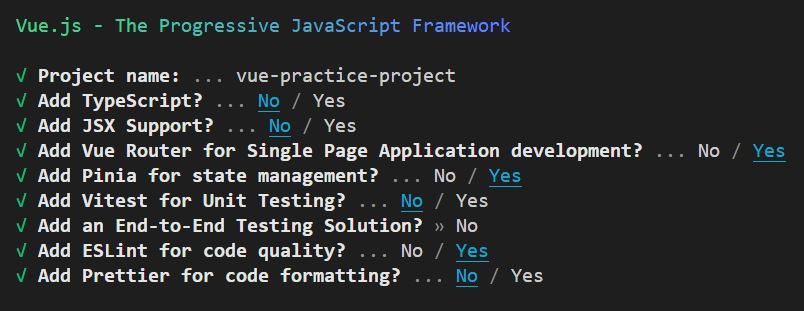 Vue.js - The Progressive JavaScript Framework
√ Project name: ... vue-practice-project
√ Add TypeScript? ... No / Yes
√ Add JSX Support? ... No / Yes
√ Add Vue Router for Single Page Application development? ... No / Yes
√ Add Pinia for state management? ... No / Yes
√ Add Vitest for Unit Testing? ... No / Yes
√ Add an End-to-End Testing Solution? » No
√ Add ESLint for code quality? ... No / Yes
√ Add Prettier for code formatting? ... No / Yes